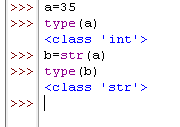 >>> a=35
>>> type(a)
<class 'int'>
>>> b=str(a)
>>> type(b)
<class 'str'>
>>>